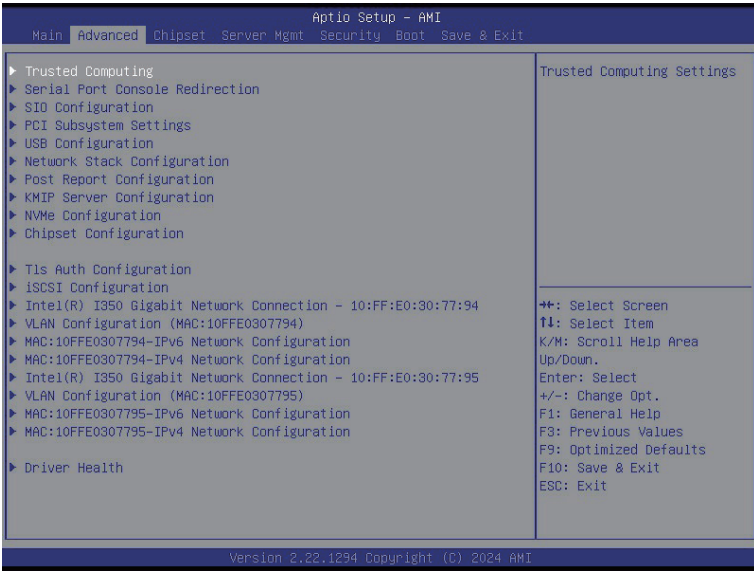 Aptio Setup – AMI
Main Advanced Chipset Server Mgmt Security Boot Save & Exit
Trusted Computing
Serial Port Console Redirection
SIO Configuration
PCI Subsystem Settings
USB Configuration
Network Stack Configuration
Post Report Configuration
KMIP Server Configuration
NVMe Configuration
Chipset Configuration
Tls Auth Configuration
iSCSI Configuration
Intel(R) I350 Gigabit Network Connection – 10:FF:E0:30:77:94
VLAN Configuration (MAC:10FFE0307794)
MAC:10FFE0307794–IPv6 Network Configuration
MAC:10FFE0307794–IPv4 Network Configuration
Intel(R) I350 Gigabit Network Connection – 10:FF:E0:30:77:95
VLAN Configuration (MAC:10FFE0307795)
MAC:10FFE0307795–IPv6 Network Configuration
MAC:10FFE0307795–IPv4 Network Configuration
Driver Health
Trusted Computing Settings
→←: Select Screen
↑↓: Select Item
K/M: Scroll Help Area
Up/Down.
Enter: Select
+/–: Change Opt.
F1: General Help
F3: Previous Values
F9: Optimized Defaults
F10: Save & Exit
ESC: Exit
Version 2.22.1294 Copyright (C) 2024 AMI